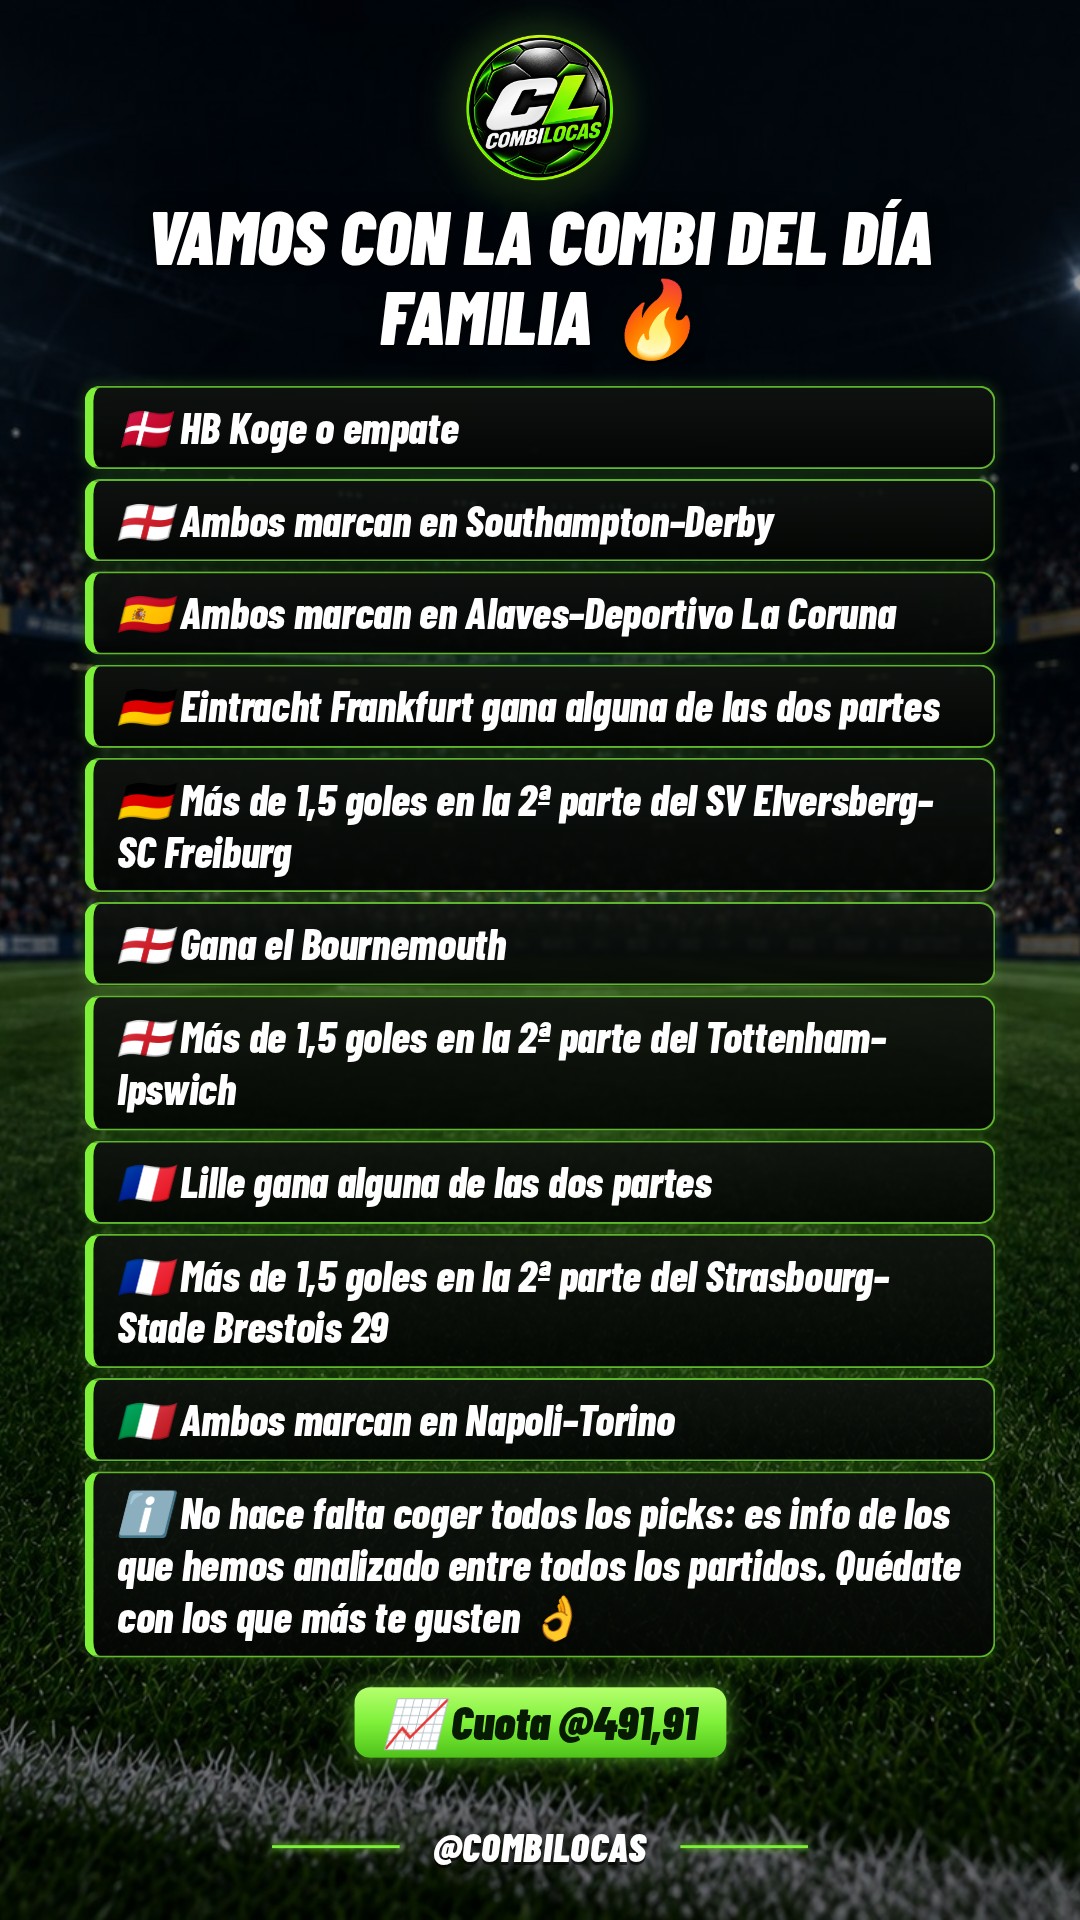 CL
COMBILOCAS
VAMOS CON LA COMBI DEL DÍA
FAMILIA 🔥
🇩🇰 HB Koge o empate
🏴󠁧󠁢󠁥󠁮󠁧󠁿 Ambos marcan en Southampton-Derby
🇪🇸 Ambos marcan en Alaves-Deportivo La Coruna
🇩🇪 Eintracht Frankfurt gana alguna de las dos partes
🇩🇪 Más de 1,5 goles en la 2ª parte del SV Elversberg-
SC Freiburg
🏴󠁧󠁢󠁥󠁮󠁧󠁿 Gana el Bournemouth
🏴󠁧󠁢󠁥󠁮󠁧󠁿 Más de 1,5 goles en la 2ª parte del Tottenham-
Ipswich
🇫🇷 Lille gana alguna de las dos partes
🇫🇷 Más de 1,5 goles en la 2ª parte del Strasbourg-
Stade Brestois 29
🇮🇹 Ambos marcan en Napoli-Torino
ℹ️ No hace falta coger todos los picks: es info de los
que hemos analizado entre todos los partidos. Quédate
con los que más te gusten 👌
📈 Cuota @491,91
@COMBILOCAS